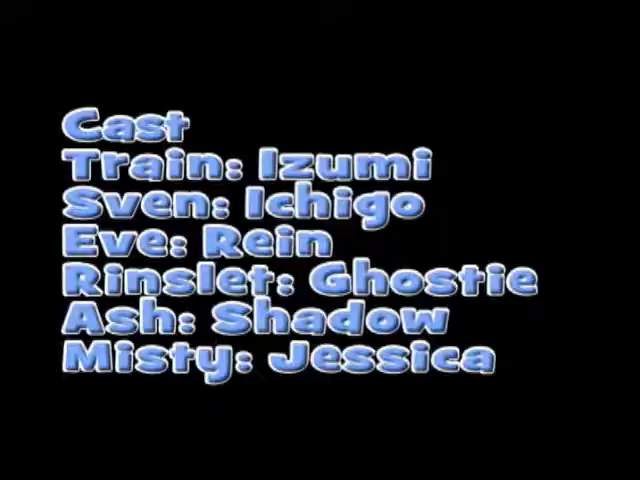 Cast
Train: Izumi
Sven: Ichigo
Eve: Rein
Rinslet: Ghostie
Ash: Shadow
Misty: Jessica